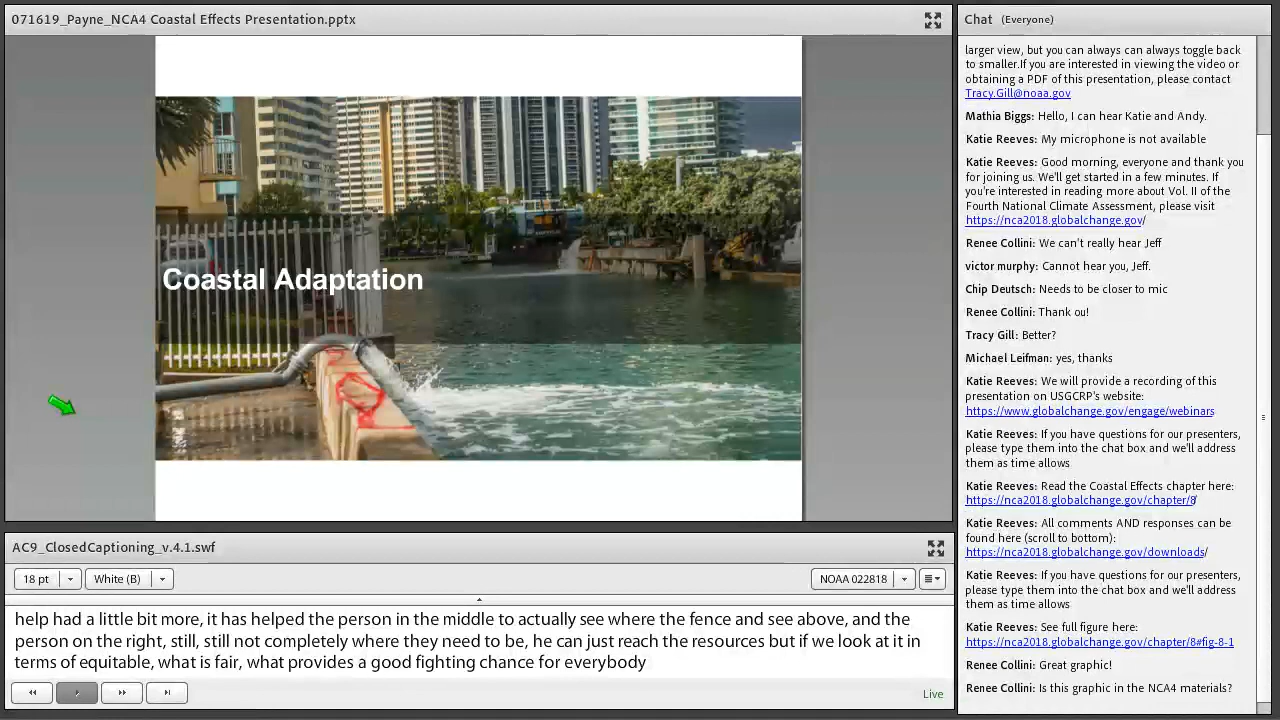 071619_Payne_NCA4 Coastal Effects Presentation.pptx
Coastal Adaptation
AC9_ClosedCaptioning_v.4.1.swf
18 pt
White (B)
NOAA 022818
help had a little bit more, it has helped the person in the middle to actually see where the fence and see above, and the
person on the right, still, still not completely where they need to be, he can just reach the resources but if we look at it in
terms of equitable, what is fair, what provides a good fighting chance for everybody
Live
Chat (Everyone)
larger view, but you can always can always toggle back
to smaller.If you are interested in viewing the video or
obtaining a PDF of this presentation, please contact
Tracy.Gill@noaa.gov
Mathia Biggs: Hello, I can hear Katie and Andy.
Katie Reeves: My microphone is not available
Katie Reeves: Good morning, everyone and thank you
for joining us. We'll get started in a few minutes. If
you're interested in reading more about Vol. II of the
Fourth National Climate Assessment, please visit
https://nca2018.globalchange.gov/
Renee Collini: We can't really hear Jeff
victor murphy: Cannot hear you, Jeff.
Chip Deutsch: Needs to be closer to mic
Renee Collini: Thank ou!
Tracy Gill: Better?
Michael Leifman: yes, thanks
Katie Reeves: We will provide a recording of this
presentation on USGCRP's website:
https://www.globalchange.gov/engage/webinars
Katie Reeves: If you have questions for our presenters,
please type them into the chat box and we'll address
them as time allows
Katie Reeves: Read the Coastal Effects chapter here:
https://nca2018.globalchange.gov/chapter/8/
Katie Reeves: All comments AND responses can be
found here (scroll to bottom):
https://nca2018.globalchange.gov/downloads/
Katie Reeves: If you have questions for our presenters,
please type them into the chat box and we'll address
them as time allows
Katie Reeves: See full figure here:
https://nca2018.globalchange.gov/chapter/8#fig-8-1
Renee Collini: Great graphic!
Renee Collini: Is this graphic in the NCA4 materials?